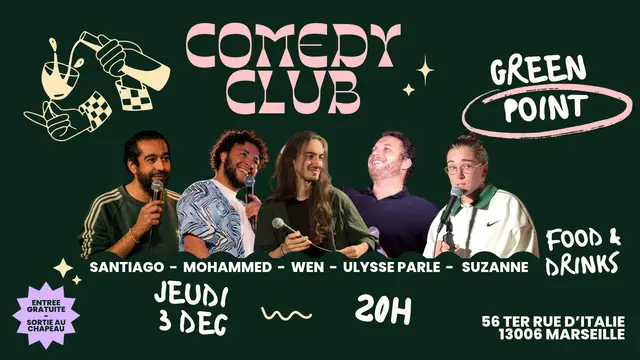 COMEDY
CLUB
GREEN
POINT
SANTIAGO - MOHAMMED - WEN - ULYSSE PARLE - SUZANNE
FOOD &
DRINKS
JEUDI
3 DEC
20H
ENTREE
GRATUITE
-
SORTIE AU
CHAPEAU
56 TER RUE D'ITALIE
13006 MARSEILLE